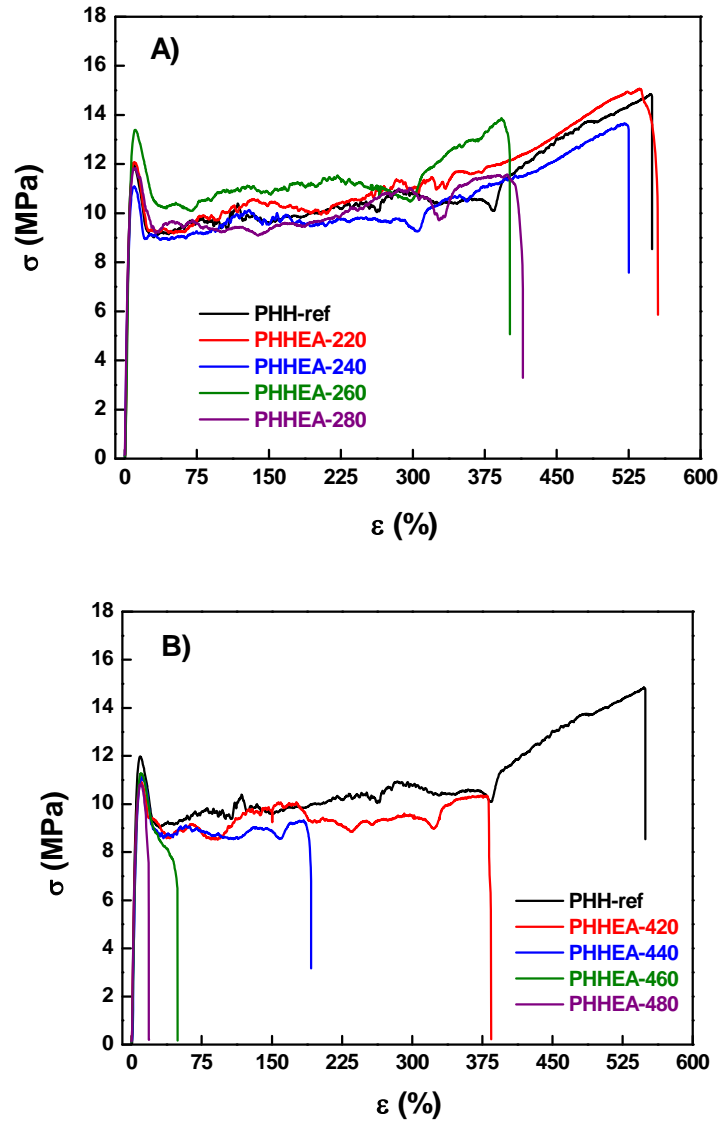 A)
18
16
14
12
10
8
6
4
2
0
σ (MPa)
PHH-ref
PHHEA-220
PHHEA-240
PHHEA-260
PHHEA-280
0 75 150 225 300 375 450 525 600
ε (%)
B)
18
16
14
12
10
8
6
4
2
0
σ (MPa)
PHH-ref
PHHEA-420
PHHEA-440
PHHEA-460
PHHEA-480
0 75 150 225 300 375 450 525 600
ε (%)